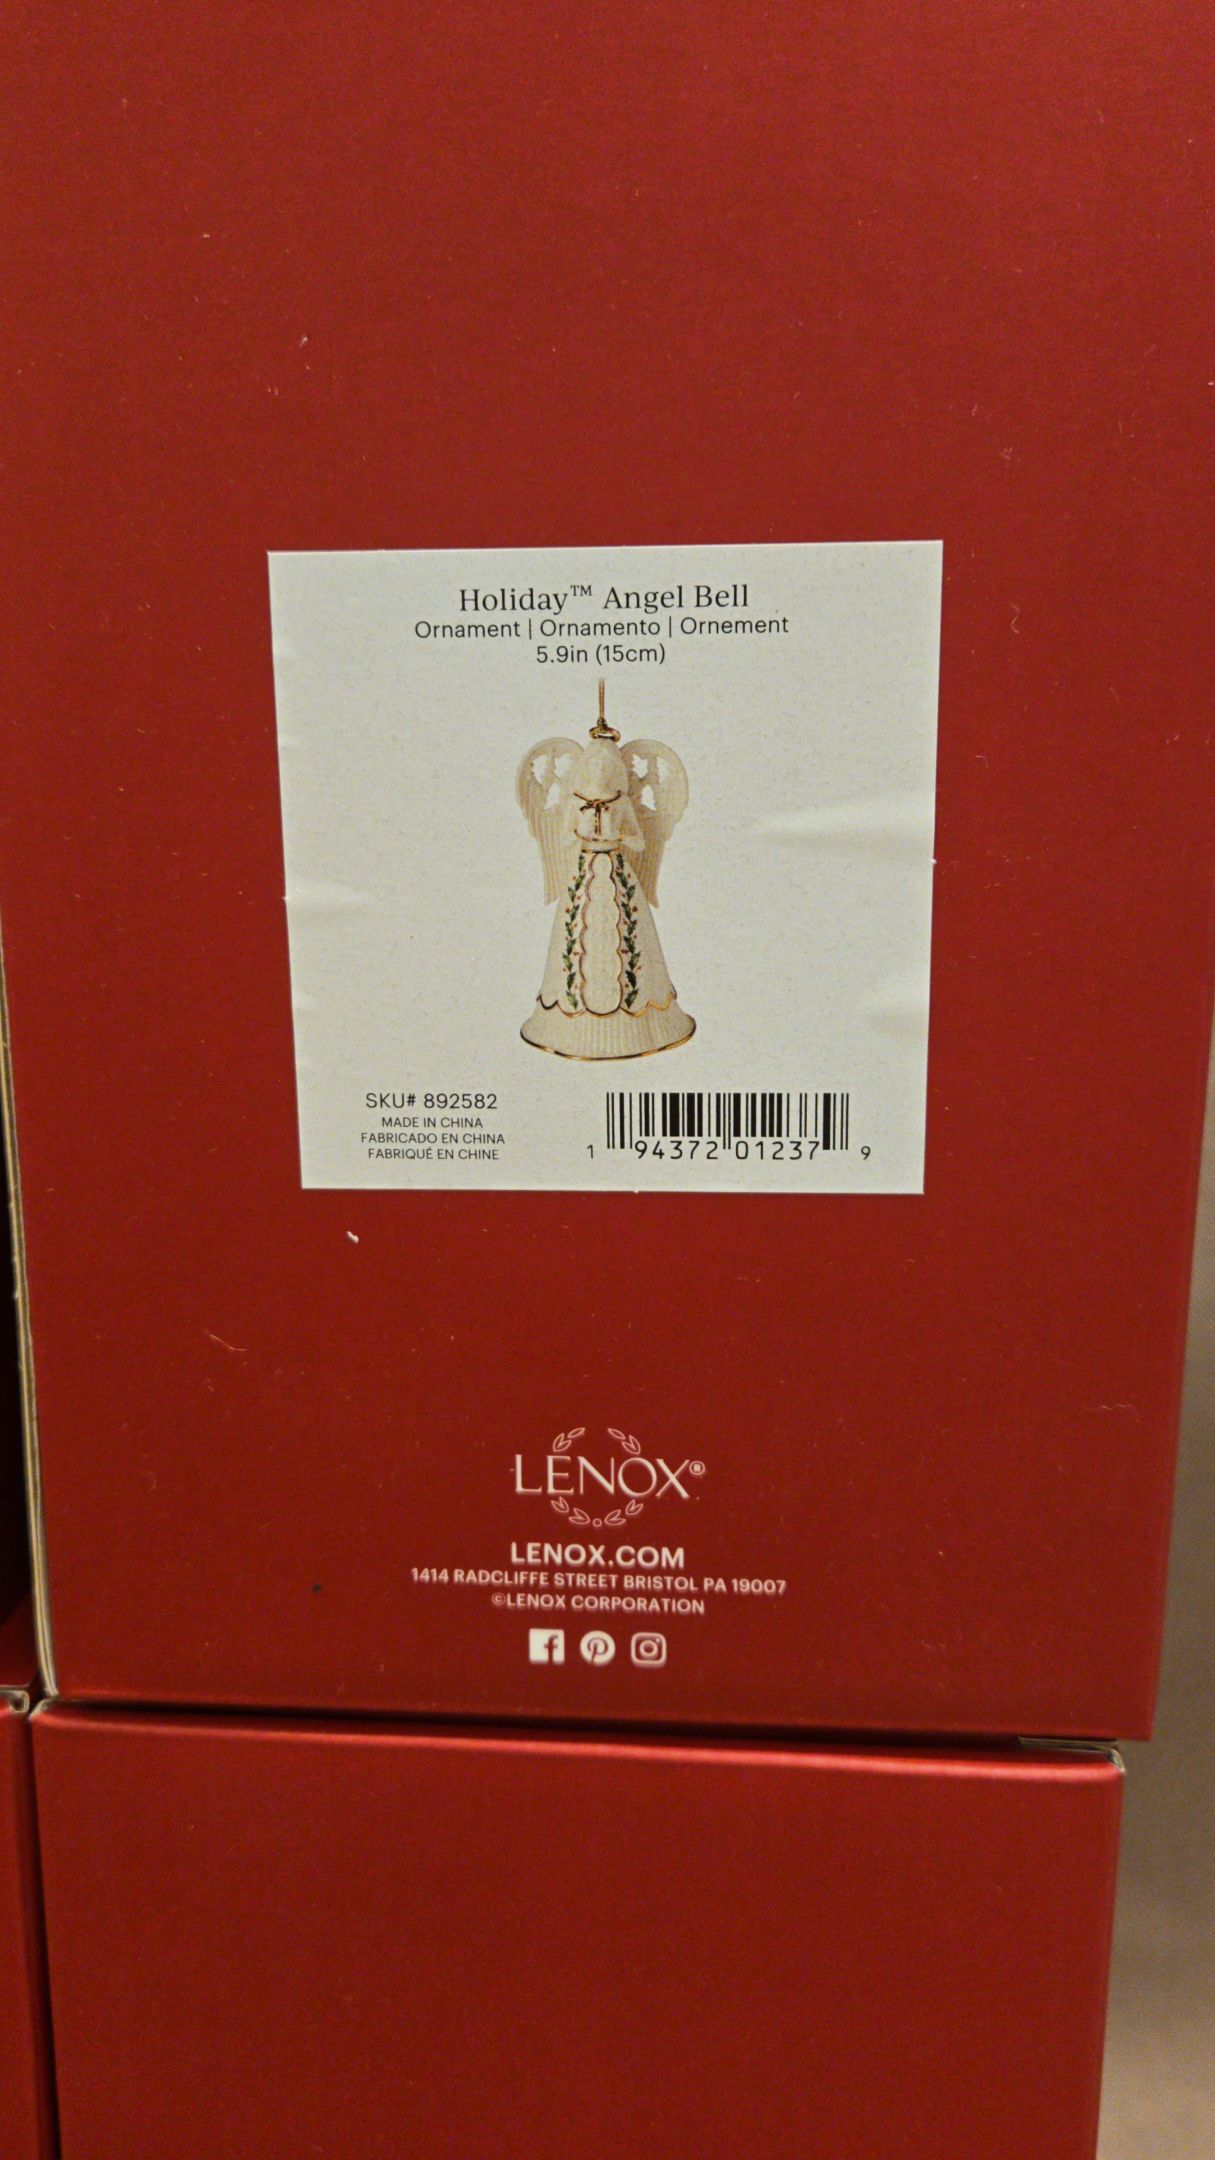 Holiday™ Angel Bell
Ornament | Ornamento | Ornement
5.9in (15cm)
SKU# 892582
MADE IN CHINA
FABRICADO EN CHINA
FABRIQUÉ EN CHINE
1 94372 01237 9
LENOX®
LENOX.COM
1414 RADCLIFFE STREET BRISTOL PA 19007
©LENOX CORPORATION